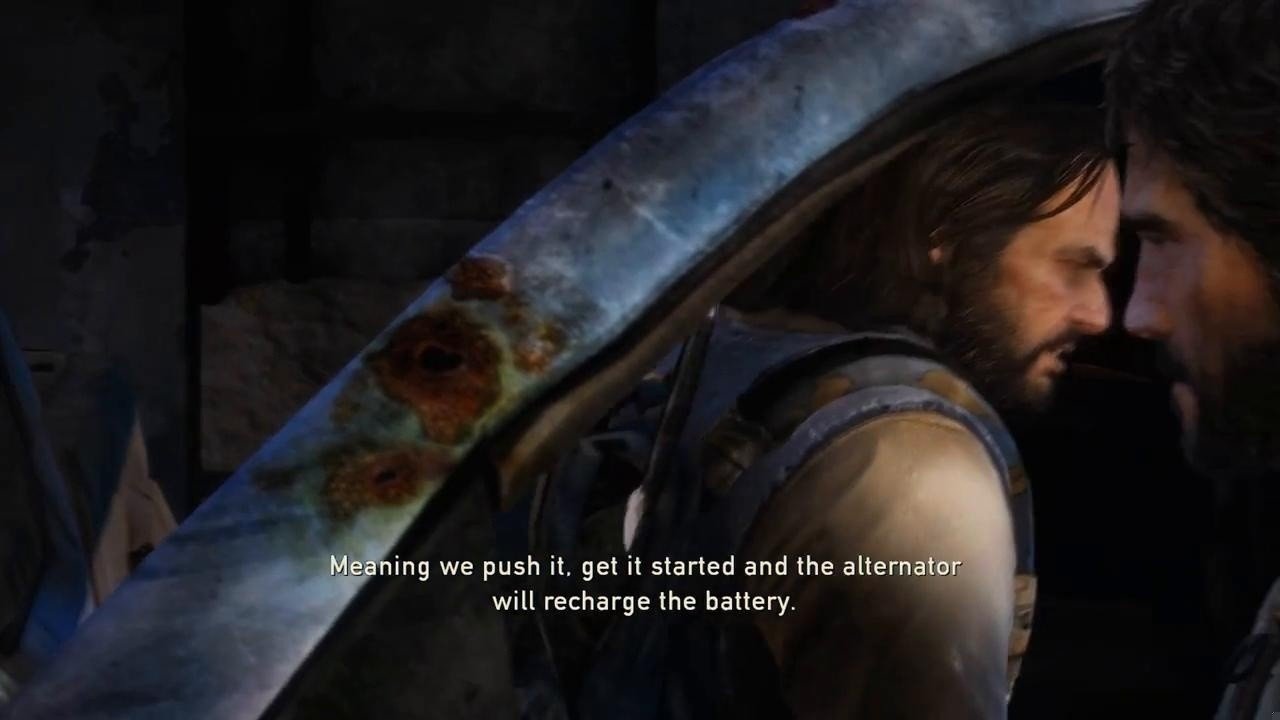 Meaning we push it, get it started and the alternator
will recharge the battery.